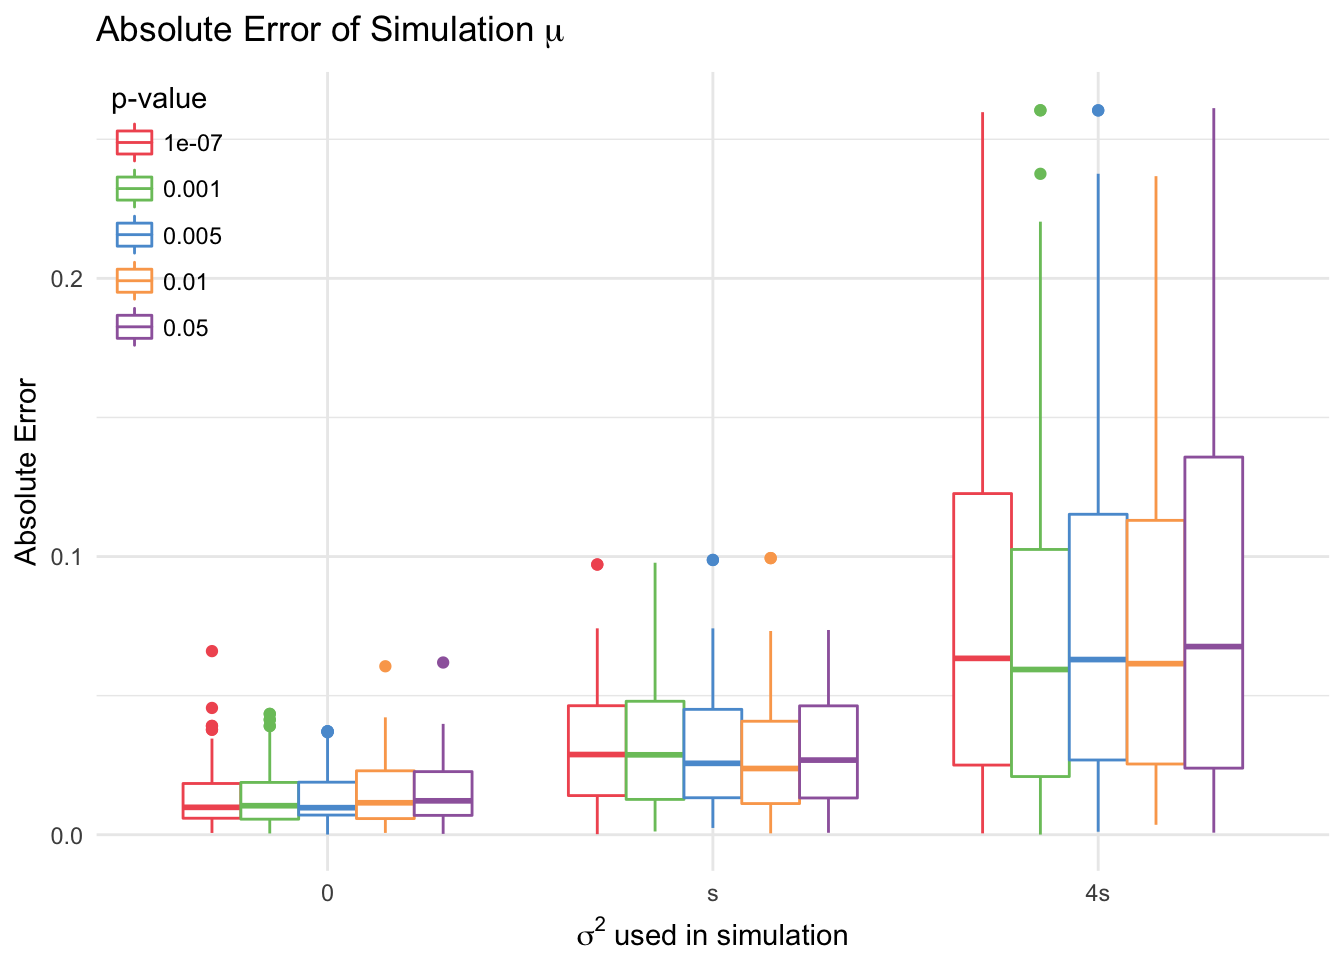 Absolute Error of Simulation μ
p-value
1e-07
0.001
0.005
0.01
0.05
Absolute Error
0.2
0.1
0.0
0 s 4s
σ² used in simulation